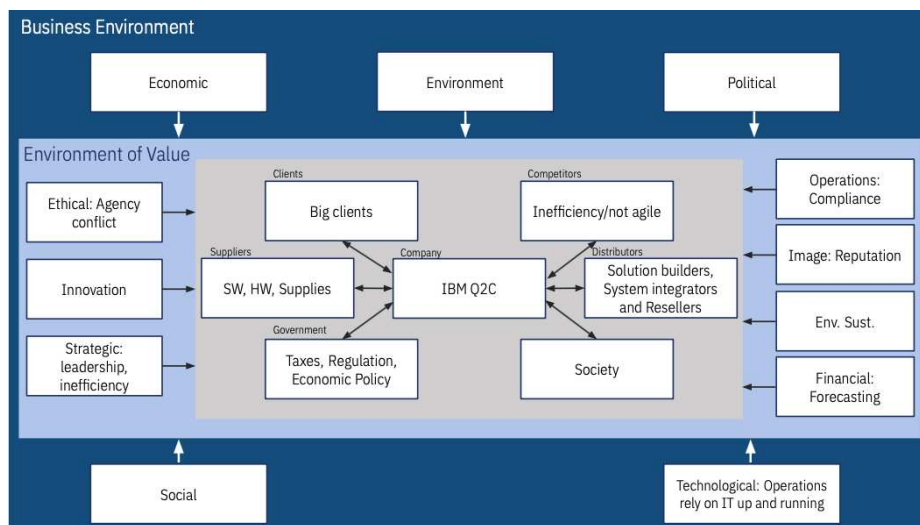 Business Environment
Economic
Environment
Political
Environment of Value
Clients
Competitors
Operations:
Compliance
Ethical: Agency
conflict
Big clients
Inefficiency/not agile
Suppliers
Company
Distributors
Image: Reputation
Innovation
SW, HW, Supplies
IBM Q2C
Solution builders,
System integrators
and Resellers
Env. Sust.
Government
Strategic:
leadership,
inefficiency
Taxes, Regulation,
Economic Policy
Society
Financial:
Forecasting
Social
Technological: Operations
rely on IT up and running